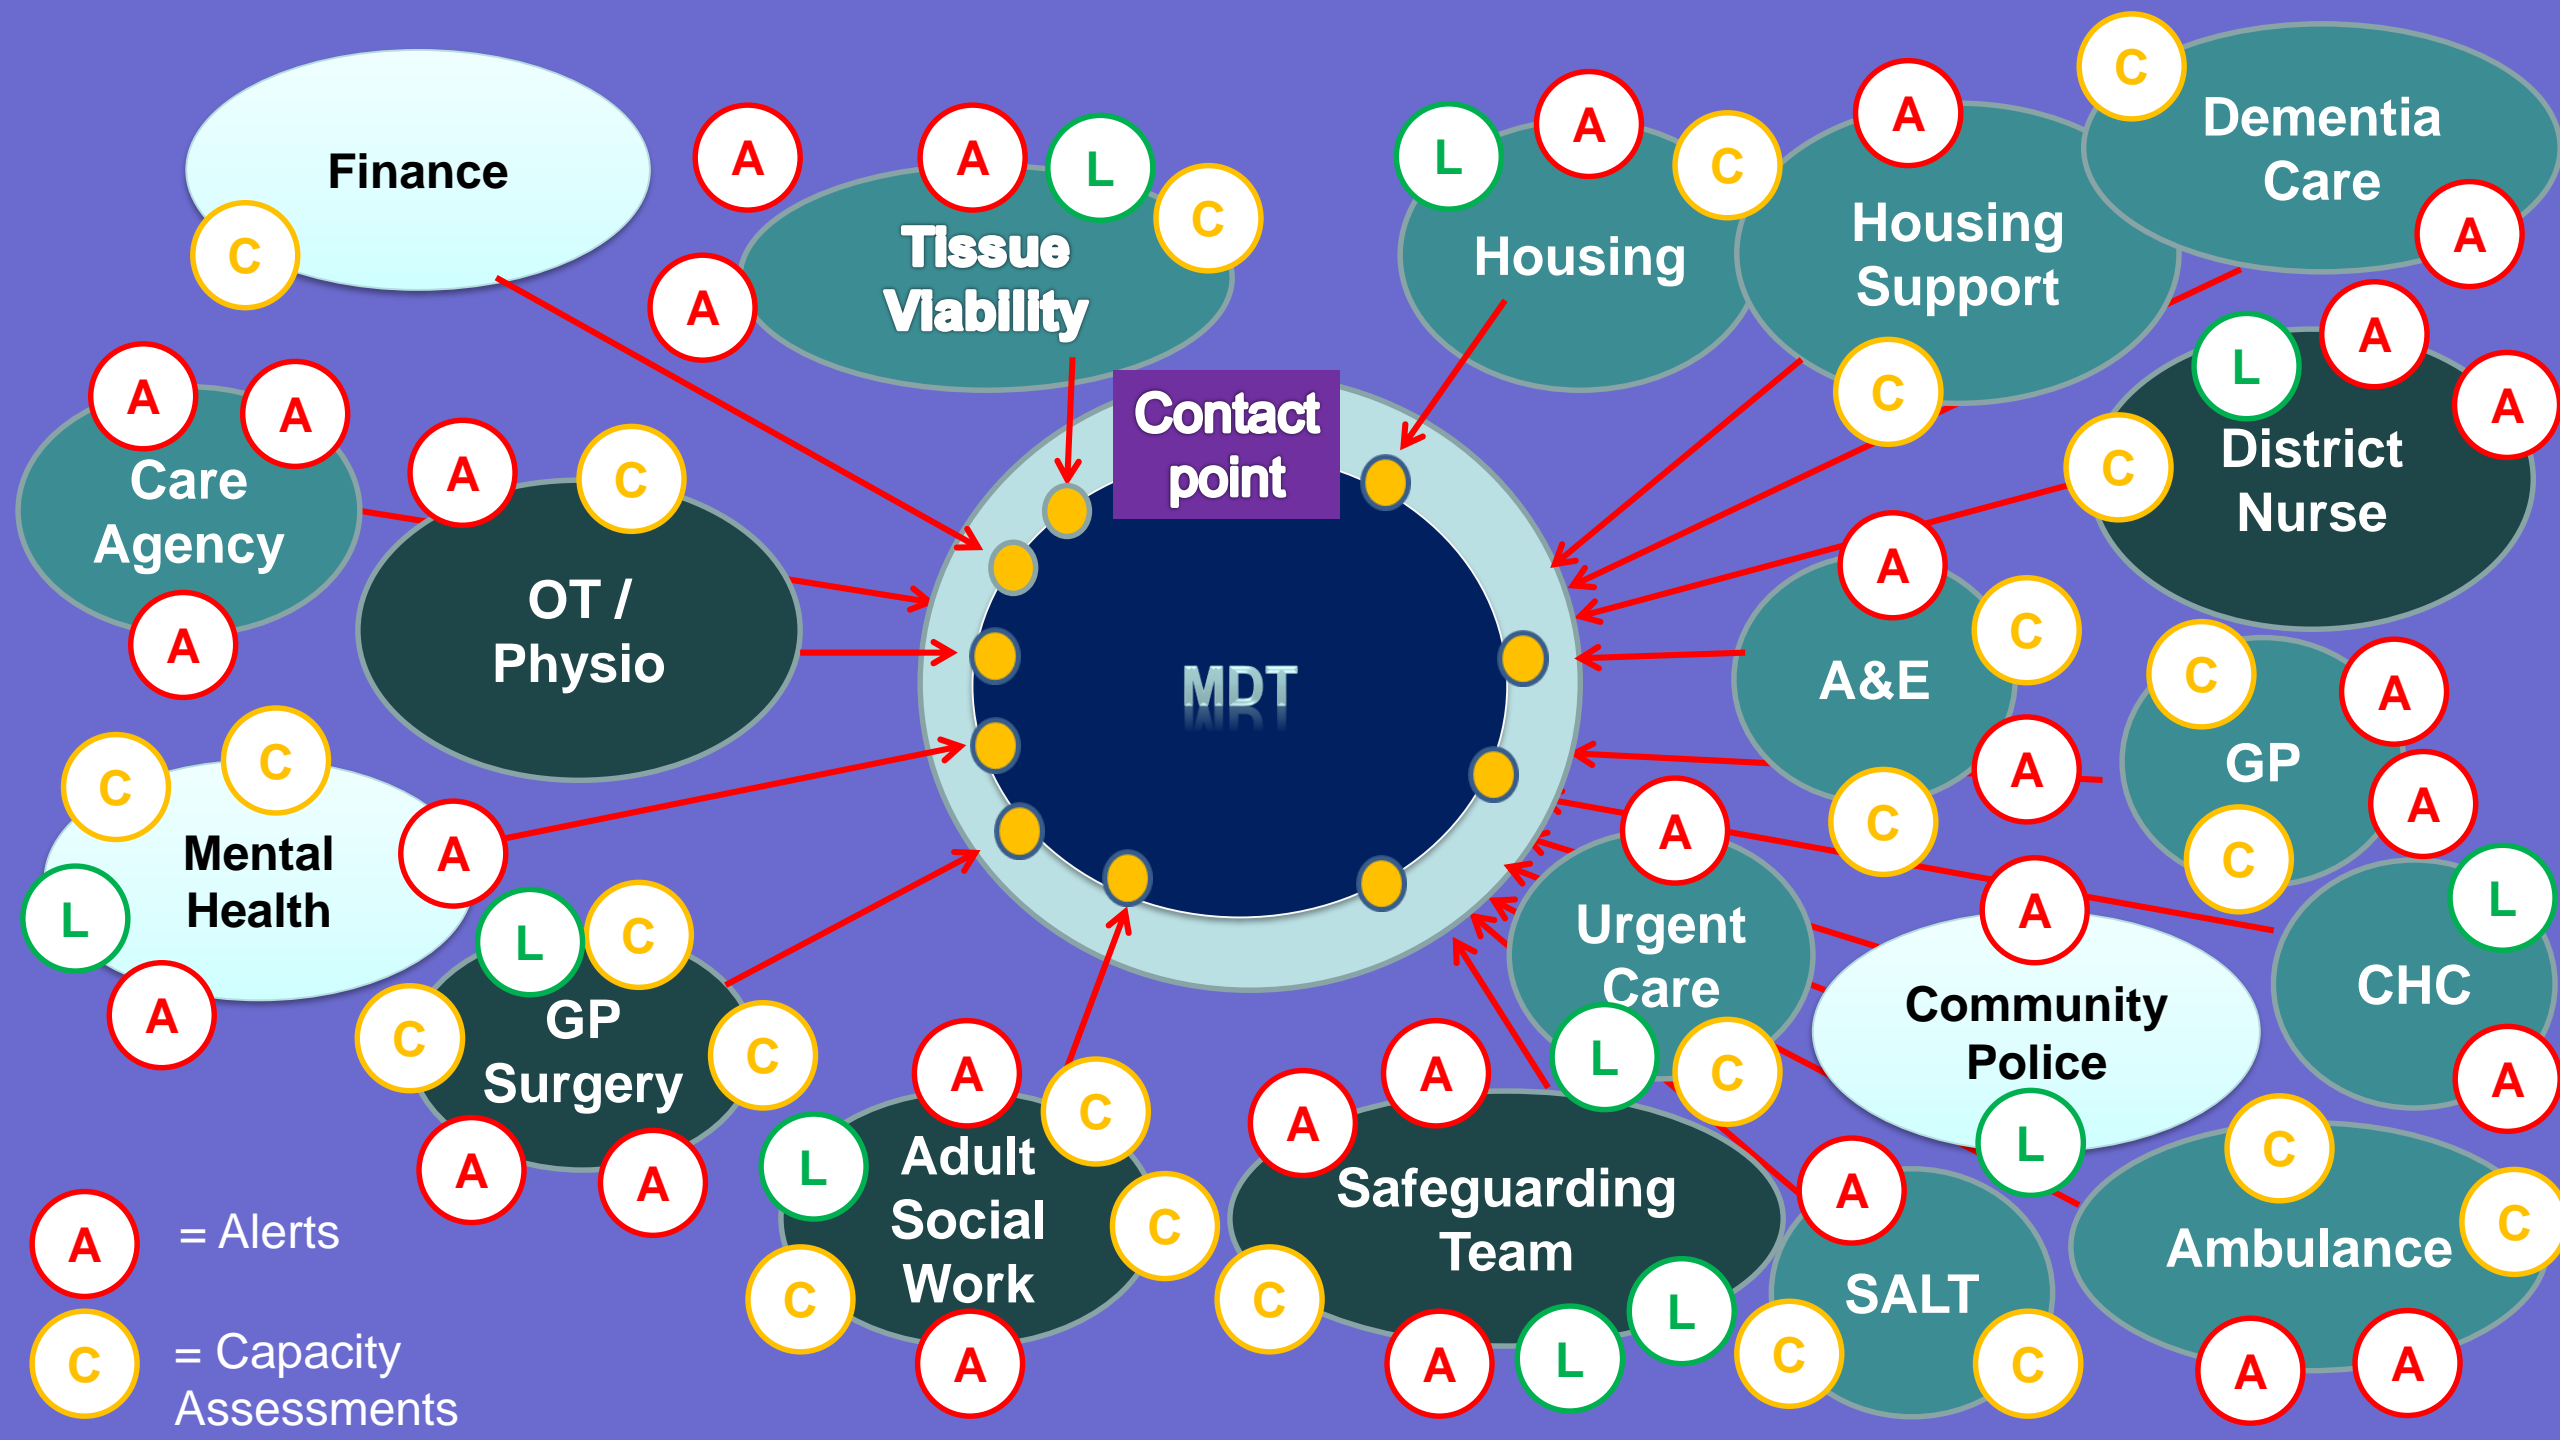 C
Dementia
Care
A
A
L
A
C
Housing
Support
Housing
Finance
C
A
A
L
C
Tissue
Viability
A
A
A
Care
Agency
A
A
C
OT /
Physio
Contact
point
MDT
C
L
A
A
C
District
Nurse
A
C
A&E
A
C
C
A
GP
A
C
C
C
Mental
Health
A
L
A
L
C
GP
Surgery
C
C
A
A
A
Urgent
Care
L
C
A
Community
Police
L
L
CHC
A
A
C
L
Adult
Social
Work
C
C
A
A
A
Safeguarding
Team
C
A
L
L
A
SALT
C
C
C
Ambulance
C
A
A
A
= Alerts
C
= Capacity
Assessments